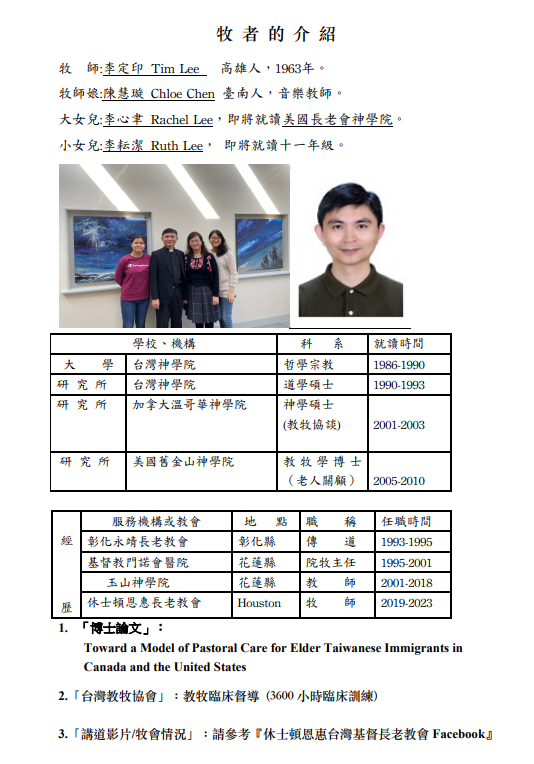 牧者的介紹
牧 師:李定印 Tim Lee 高雄人，1963年。
牧師娘:陳慧璇 Chloe Chen 臺南人，音樂教師。
大女兒:李心聿 Rachel Lee，即將就讀美國長老會神學院。
小女兒:李耘潔 Ruth Lee， 即將就讀十一年級。
學校、機構 科 系 就讀時間
大 學 台灣神學院 哲學宗教 1986-1990
研 究 所 台灣神學院 道學碩士 1990-1993
研 究 所 加拿大溫哥華神學院 神學碩士
(教牧協談) 2001-2003
研 究 所 美國舊金山神學院 教 牧 學 博 士
（老人關顧） 2005-2010
服務機構或教會 地 點 職 稱 任職時間
經 彰化永靖長老教會 彰化縣 傳 道 1993-1995
基督教門諾會醫院 花蓮縣 院牧主任 1995-2001
玉山神學院 花蓮縣 教 師 2001-2018
歷 休士頓恩惠長老教會 Houston 牧 師 2019-2023
1. 「博士論文」：
Toward a Model of Pastoral Care for Elder Taiwanese Immigrants in
Canada and the United States
2.「台灣教牧協會」：教牧臨床督導 (3600 小時臨床訓練)
3.「講道影片/牧會情況」：請參考『休士頓恩惠台灣基督長老教會 Facebook』